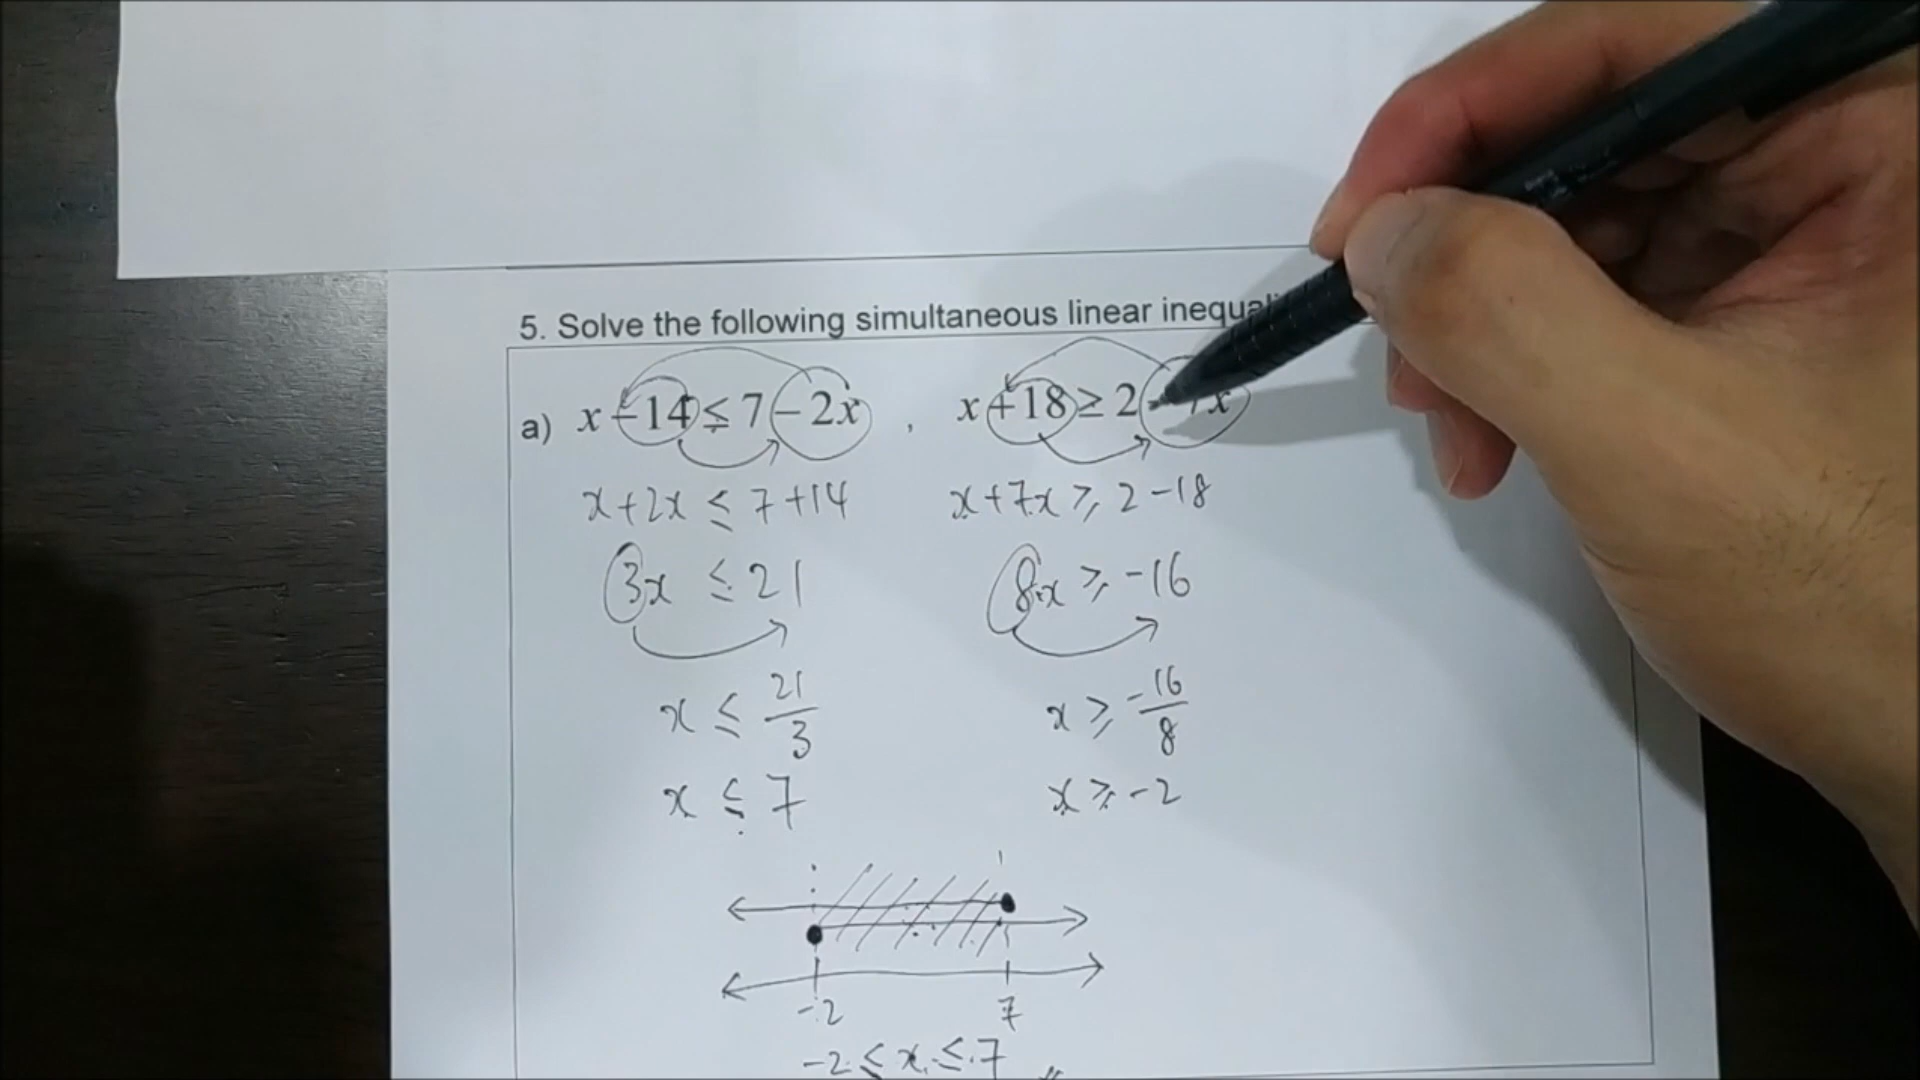 5. Solve the following simultaneous linear
a) x − 14 ≤ 7 − 2x , x + 18 ≥ 2 − 7x
x + 2x ≤ 7 + 14 x + 7x ≥ 2 − 18
3x ≤ 21 8x ≥ −16
x ≤ 21/3 x ≥ −16/8
x ≤ 7 x ≥ −2
−2 7
−2 ≤ x ≤ 7